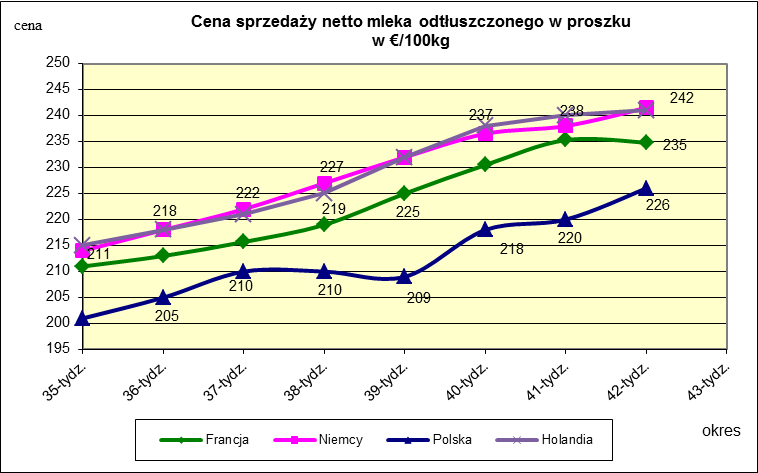 cena
Cena sprzedaży netto mleka odtłuszczonego w proszku
w €/100kg
250
245
240
235
230
225
220
215
210
205
200
195
211
218
222
227
237
238
242
219
225
235
205
210
210
209
218
220
226
35-tydz.
36-tydz.
37-tydz.
38-tydz.
39-tydz.
40-tydz.
41-tydz.
42-tydz.
43-tydz.
okres
Francja Niemcy Polska Holandia